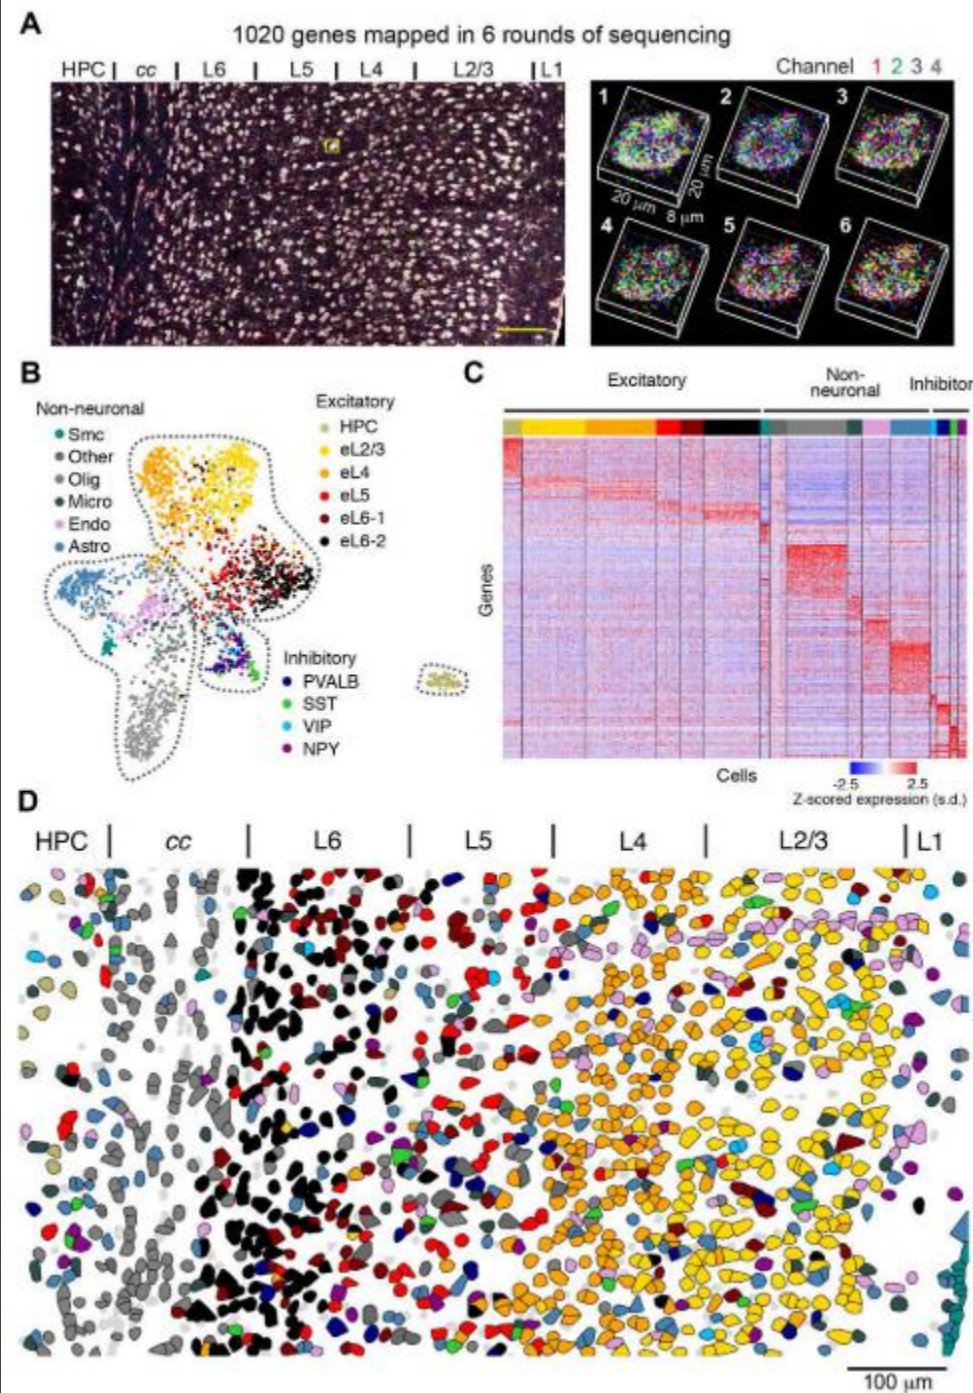 A
1020 genes mapped in 6 rounds of sequencing
HPC cc L6 L5 L4 L2/3 L1
Channel 1 2 3 4
1 2 3
20 µm 8 µm 20 µm
4 5 6
B
Non-neuronal
Smc
Other
Olig
Micro
Endo
Astro
Excitatory
HPC
eL2/3
eL4
eL5
eL6-1
eL6-2
Inhibitory
PVALB
SST
VIP
NPY
C
Excitatory
Non-
neuronal
Inhibitor
Genes
Cells
-2.5 2.5
Z-scored expression (s.d.)
D
HPC cc L6 L5 L4 L2/3 L1
100 µm